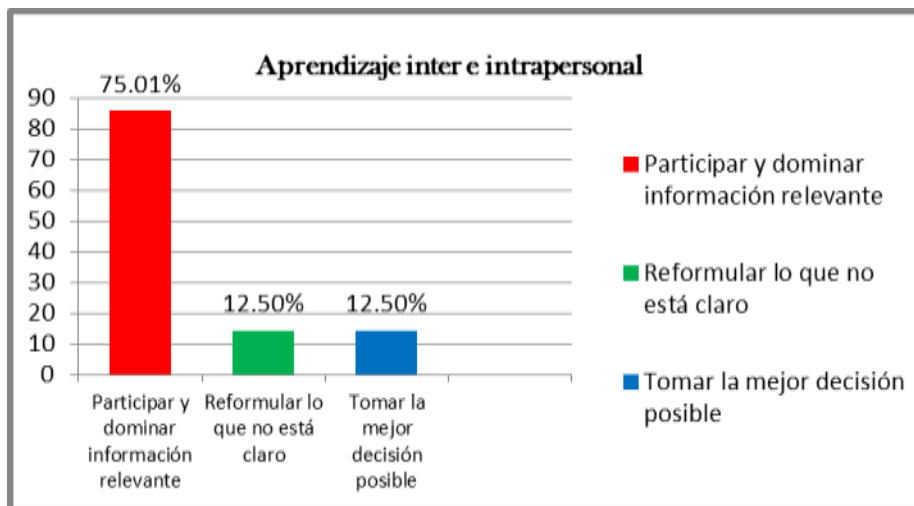 Aprendizaje inter e intrapersonal
75.01%
90
80
70
60
50
40
30
20
10
0
12.50%
12.50%
Participar y
dominar
información
relevante
Reformular lo
que no está
claro
Tomar la
mejor
decisión
posible
Participar y dominar
información relevante
Reformular lo que no
está claro
Tomar la mejor decisión
posible